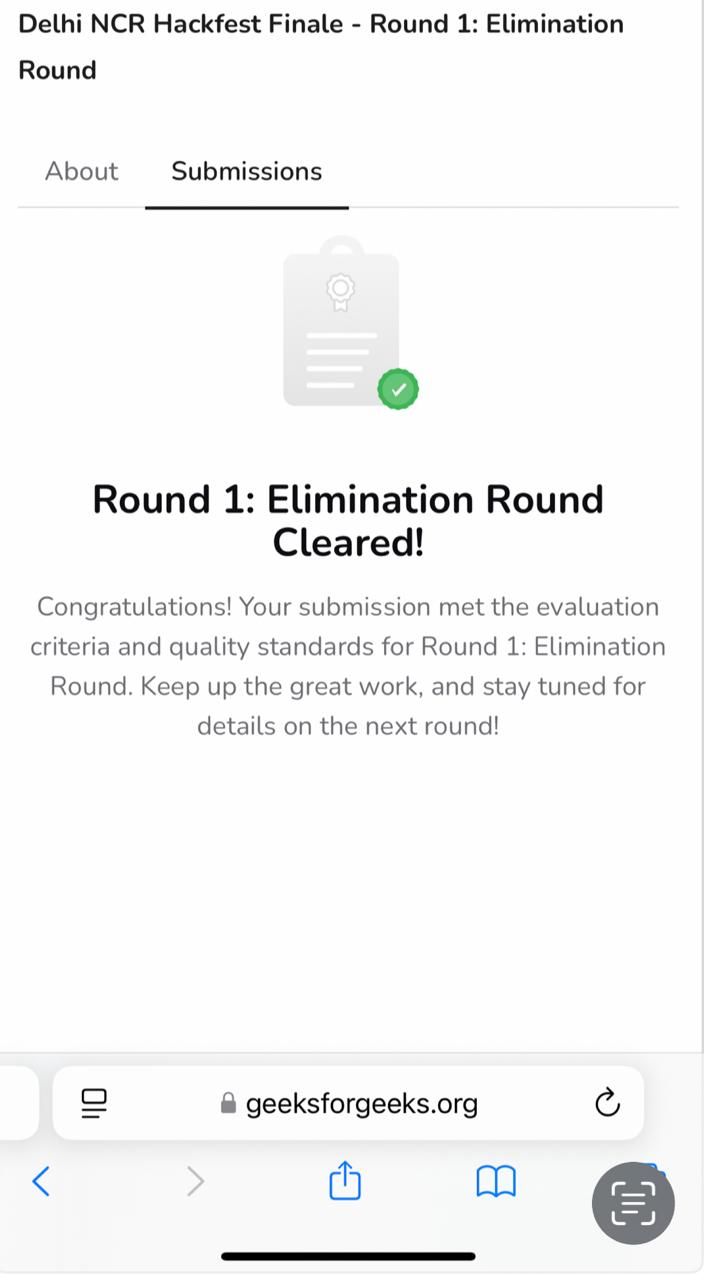 Delhi NCR Hackfest Finale - Round 1: Elimination
Round
About
Submissions
Round 1: Elimination Round
Cleared!
Congratulations! Your submission met the evaluation
criteria and quality standards for Round 1: Elimination
Round. Keep up the great work, and stay tuned for
details on the next round!
geeksforgeeks.org